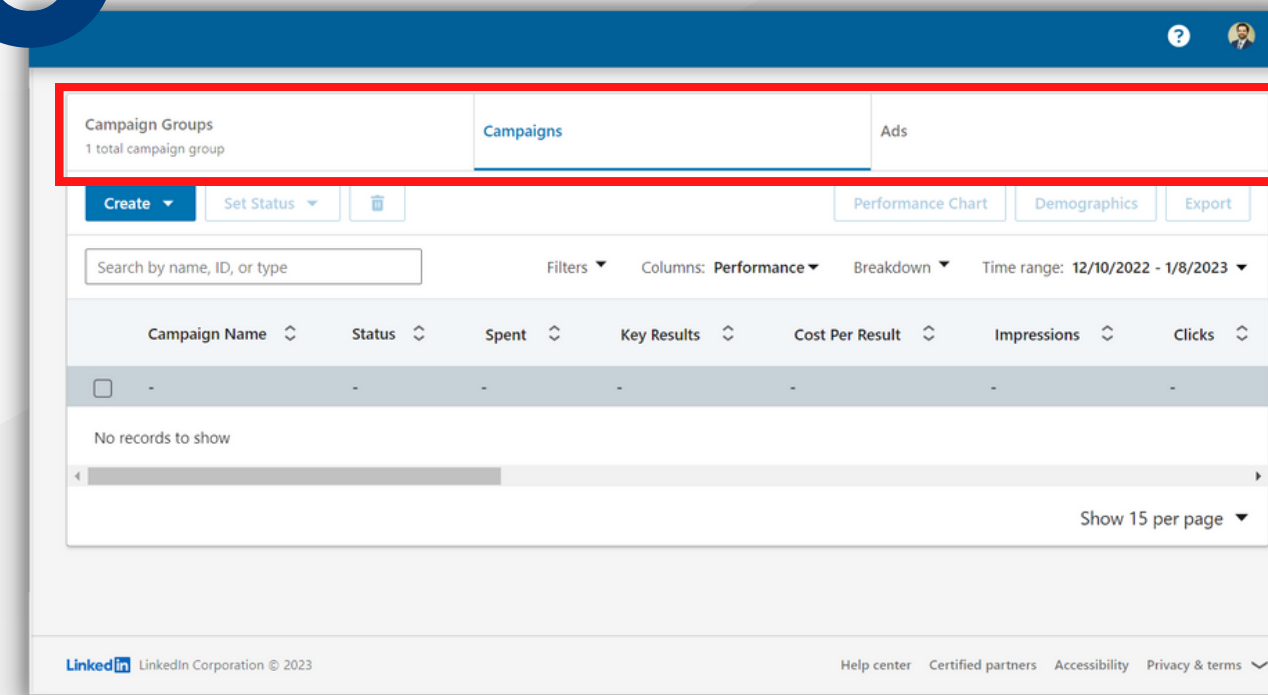 ?
Campaign Groups
1 total campaign group
Campaigns
Ads
Create Set Status Performance Chart Demographics Export
Search by name, ID, or type Filters Columns: Performance Breakdown Time range: 12/10/2022 - 1/8/2023
Campaign Name Status Spent Key Results Cost Per Result Impressions Clicks
- - - - - - -
No records to show
Show 15 per page
Linked in LinkedIn Corporation © 2023 Help center Certified partners Accessibility Privacy & terms